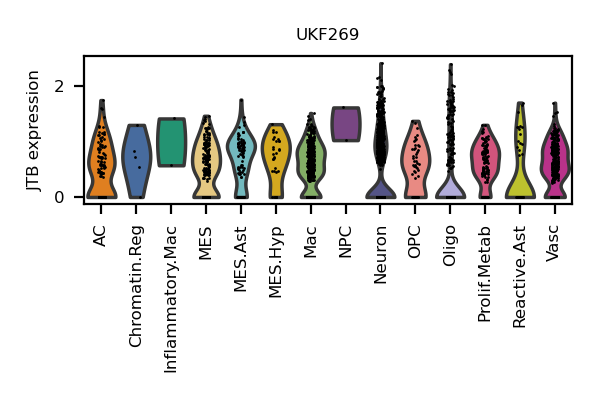 UKF269
JTB expression
2
0
AC
Chromatin.Reg
Inflammatory.Mac
MES
MES.Ast
MES.Hyp
Mac
NPC
Neuron
OPC
Oligo
Prolif.Metab
Reactive.Ast
Vasc